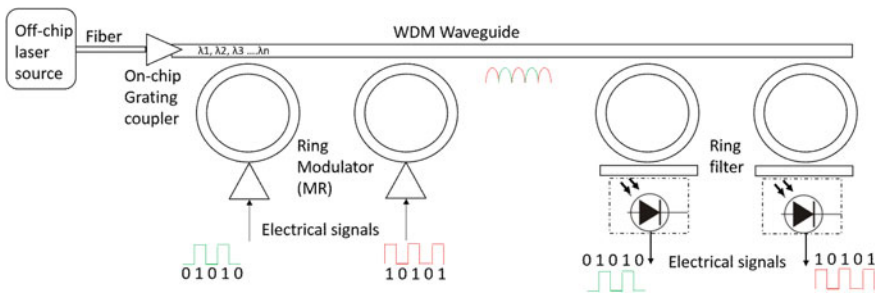 Off-chip
laser
source
Fiber
On-chip
Grating
coupler
WDM Waveguide
λ1, λ2, λ3 ....λn
Ring
Modulator
(MR)
Ring
filter
Electrical signals
0 1 0 1 0
1 0 1 0 1
0 1 0 1 0
Electrical signals
1 0 1 0 1